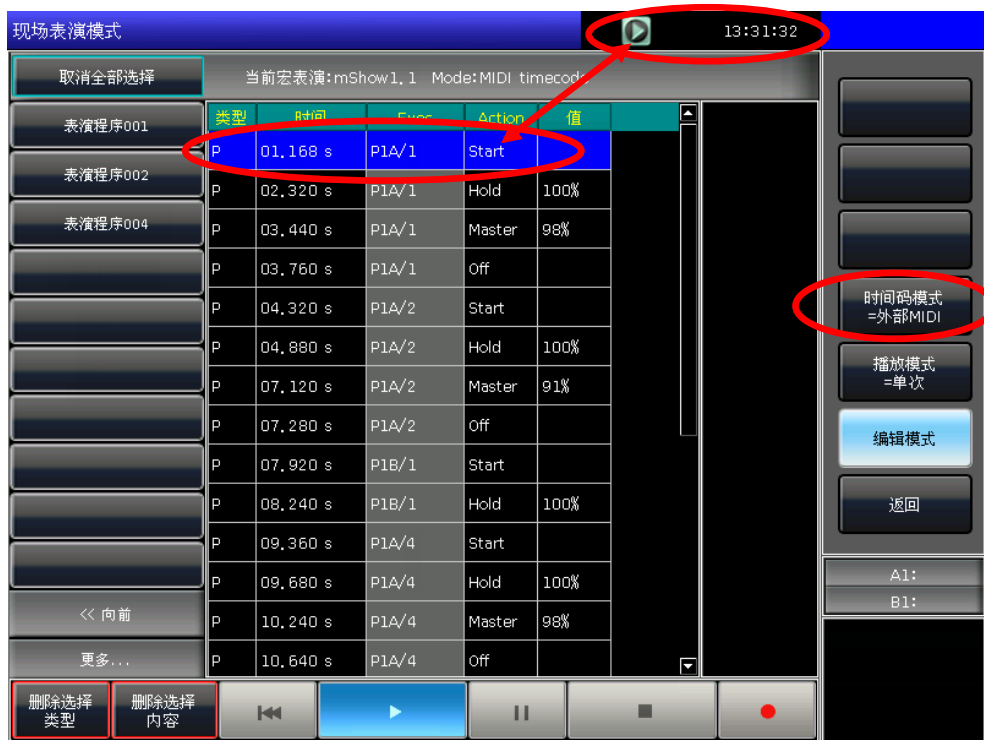 现场表演模式
13:31:32
取消全部选择
当前宏表演:mShow1.1 Mode:MIDI timecode
表演程序001
表演程序002
表演程序004
<< 向前
更多...
类型 时间 Exec Action 值
P 01.168 s P1A/1 Start
P 02.320 s P1A/1 Hold 100%
P 03.440 s P1A/1 Master 98%
P 03.760 s P1A/1 Off
P 04.320 s P1A/2 Start
P 04.880 s P1A/2 Hold 100%
P 07.120 s P1A/2 Master 91%
P 07.280 s P1A/2 Off
P 07.920 s P1B/1 Start
P 08.240 s P1B/1 Hold 100%
P 09.360 s P1A/4 Start
P 09.680 s P1A/4 Hold 100%
P 10.240 s P1A/4 Master 98%
P 10.640 s P1A/4 Off
时间码模式
=外部MIDI
播放模式
=单次
编辑模式
返回
A1:
B1:
删除选择
类型
删除选择
内容